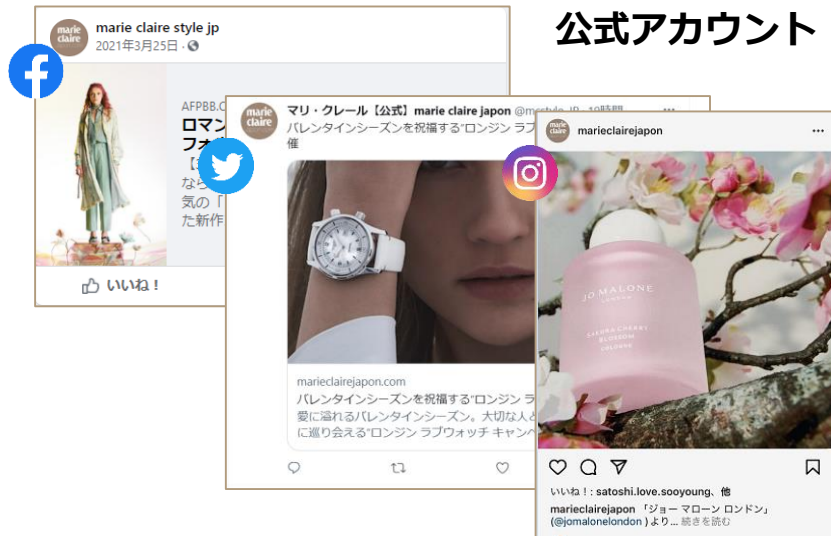 公式アカウント
marie claire
marie claire style jp
2021年3月25日
AFPBB.C
ロマン
フォ
なら
気の「
た新作
いいね！
marie claire
マリ・クレール【公式】marie claire japon
バレンタインシーズンを祝福する“ロンジン ラブ
催
marieclairejapon.com
バレンタインシーズンを祝福する“ロンジン ラ
愛に溢れるバレンタインシーズン。大切な人と
に巡り会える“ロンジン ラブウォッチ キャンペ
marie claire
marieclairejapon
JO MALONE
LONDON
SAKURA CHERRY
BLOSSOM
COLOGNE
いいね！: satoshi.love.sooyoung、他
marieclairejapon 「ジョー マローン ロンドン」
(@jomalonelondon ) より... 続きを読む